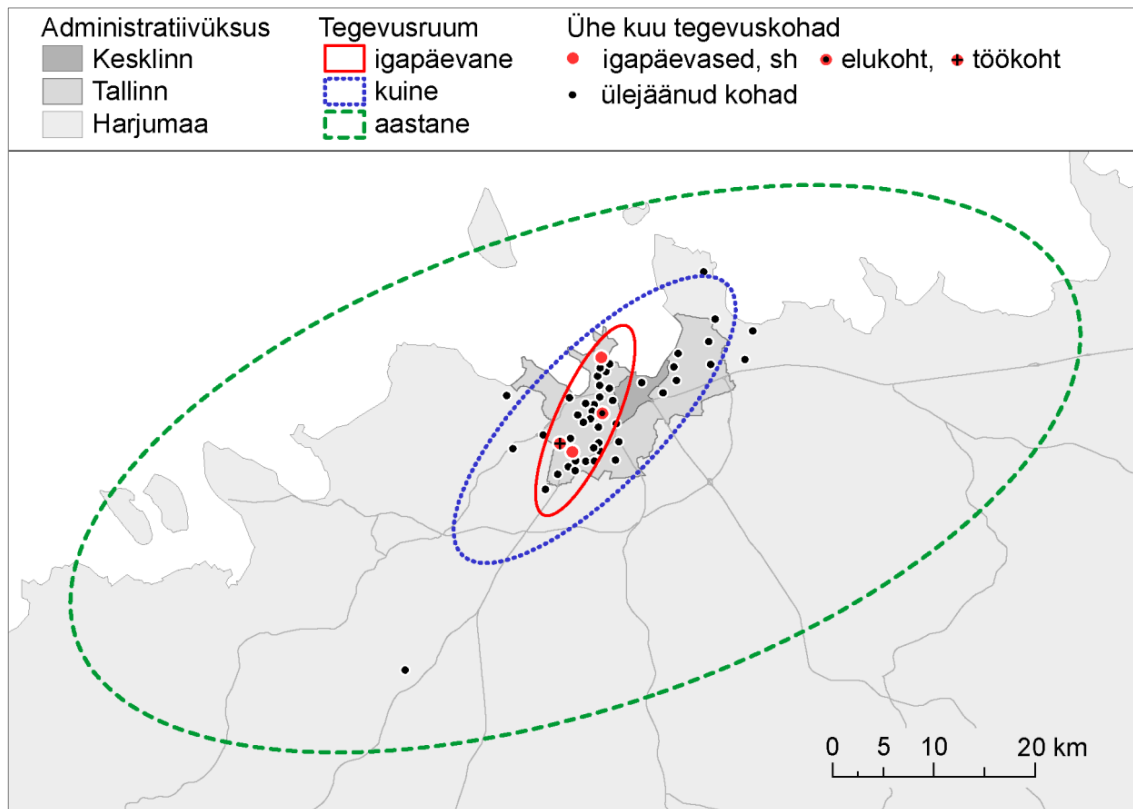 Administratiivüksus
Kesklinn
Tallinn
Harjumaa
Tegevusruum
igapäevane
kuine
aastane
Ühe kuu tegevuskohad
igapäevased, sh elukoht, töökoht
ülejäänud kohad
0 5 10 20 km